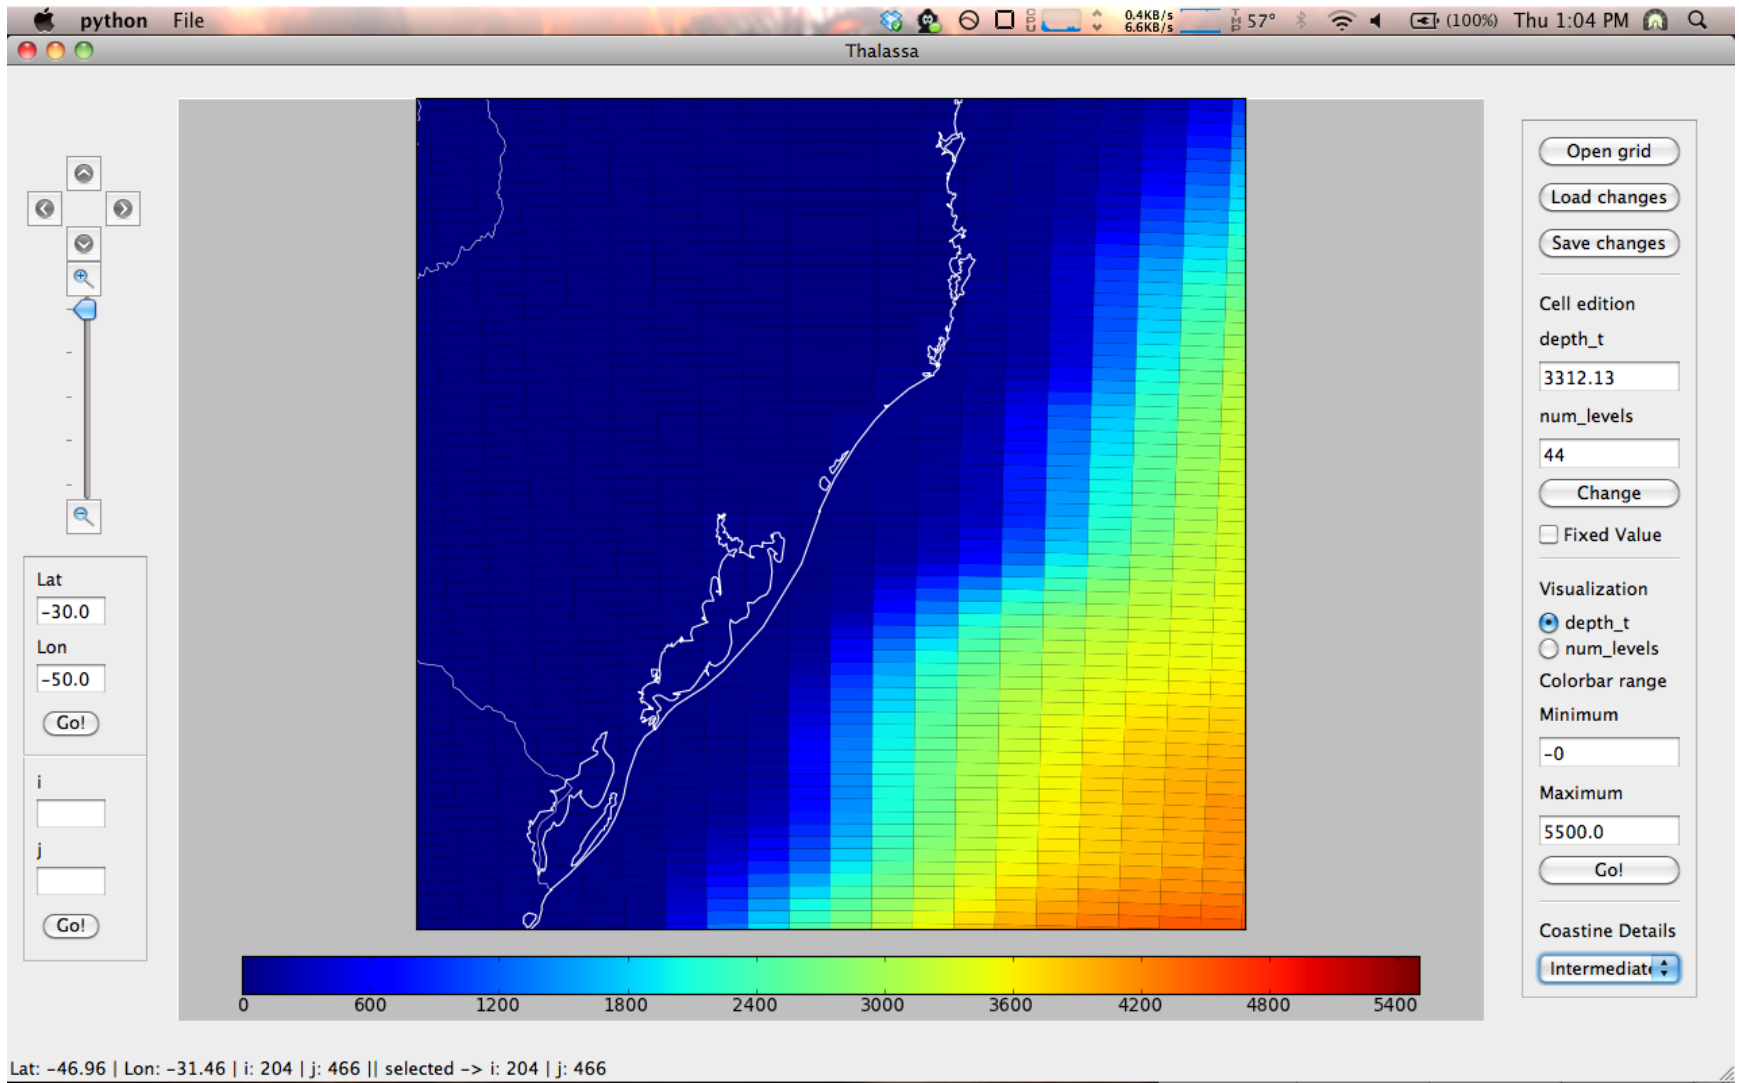 python File 0.4KB/s 6.6KB/s 57° (100%) Thu 1:04 PM
Thalassa
Open grid
Load changes
Save changes
Cell edition
depth_t
3312.13
num_levels
44
Change
Fixed Value
Visualization
depth_t
num_levels
Colorbar range
Minimum
-0
Maximum
5500.0
Go!
Coastine Details
Intermediate
Lat
-30.0
Lon
-50.0
Go!
i
j
Go!
0 600 1200 1800 2400 3000 3600 4200 4800 5400
Lat: -46.96 | Lon: -31.46 | i: 204 | j: 466 || selected -> i: 204 | j: 466